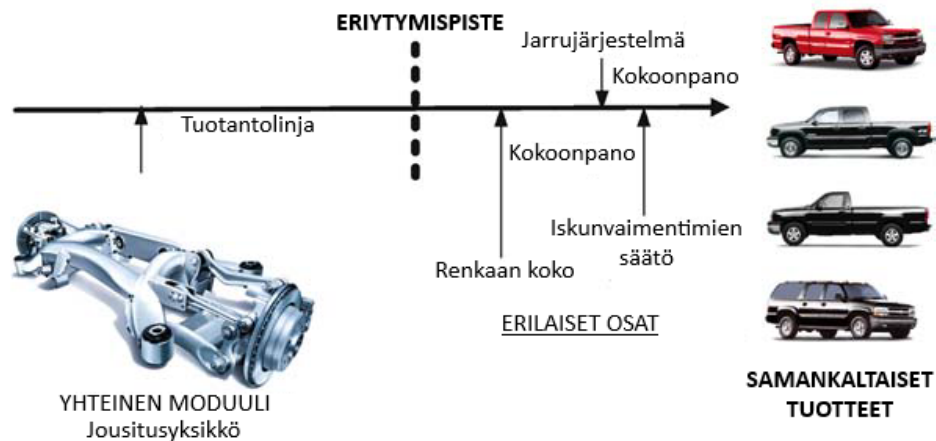 ERIYTYMISPISTE
Jarrujärjestelmä
Kokoonpano
Tuotantolinja
Kokoonpano
Iskunvaimentimien
säätö
Renkaan koko
ERILAISET OSAT
YHTEINEN MODUULI
Jousitusyksikkö
SAMANKALTAISET
TUOTTEET